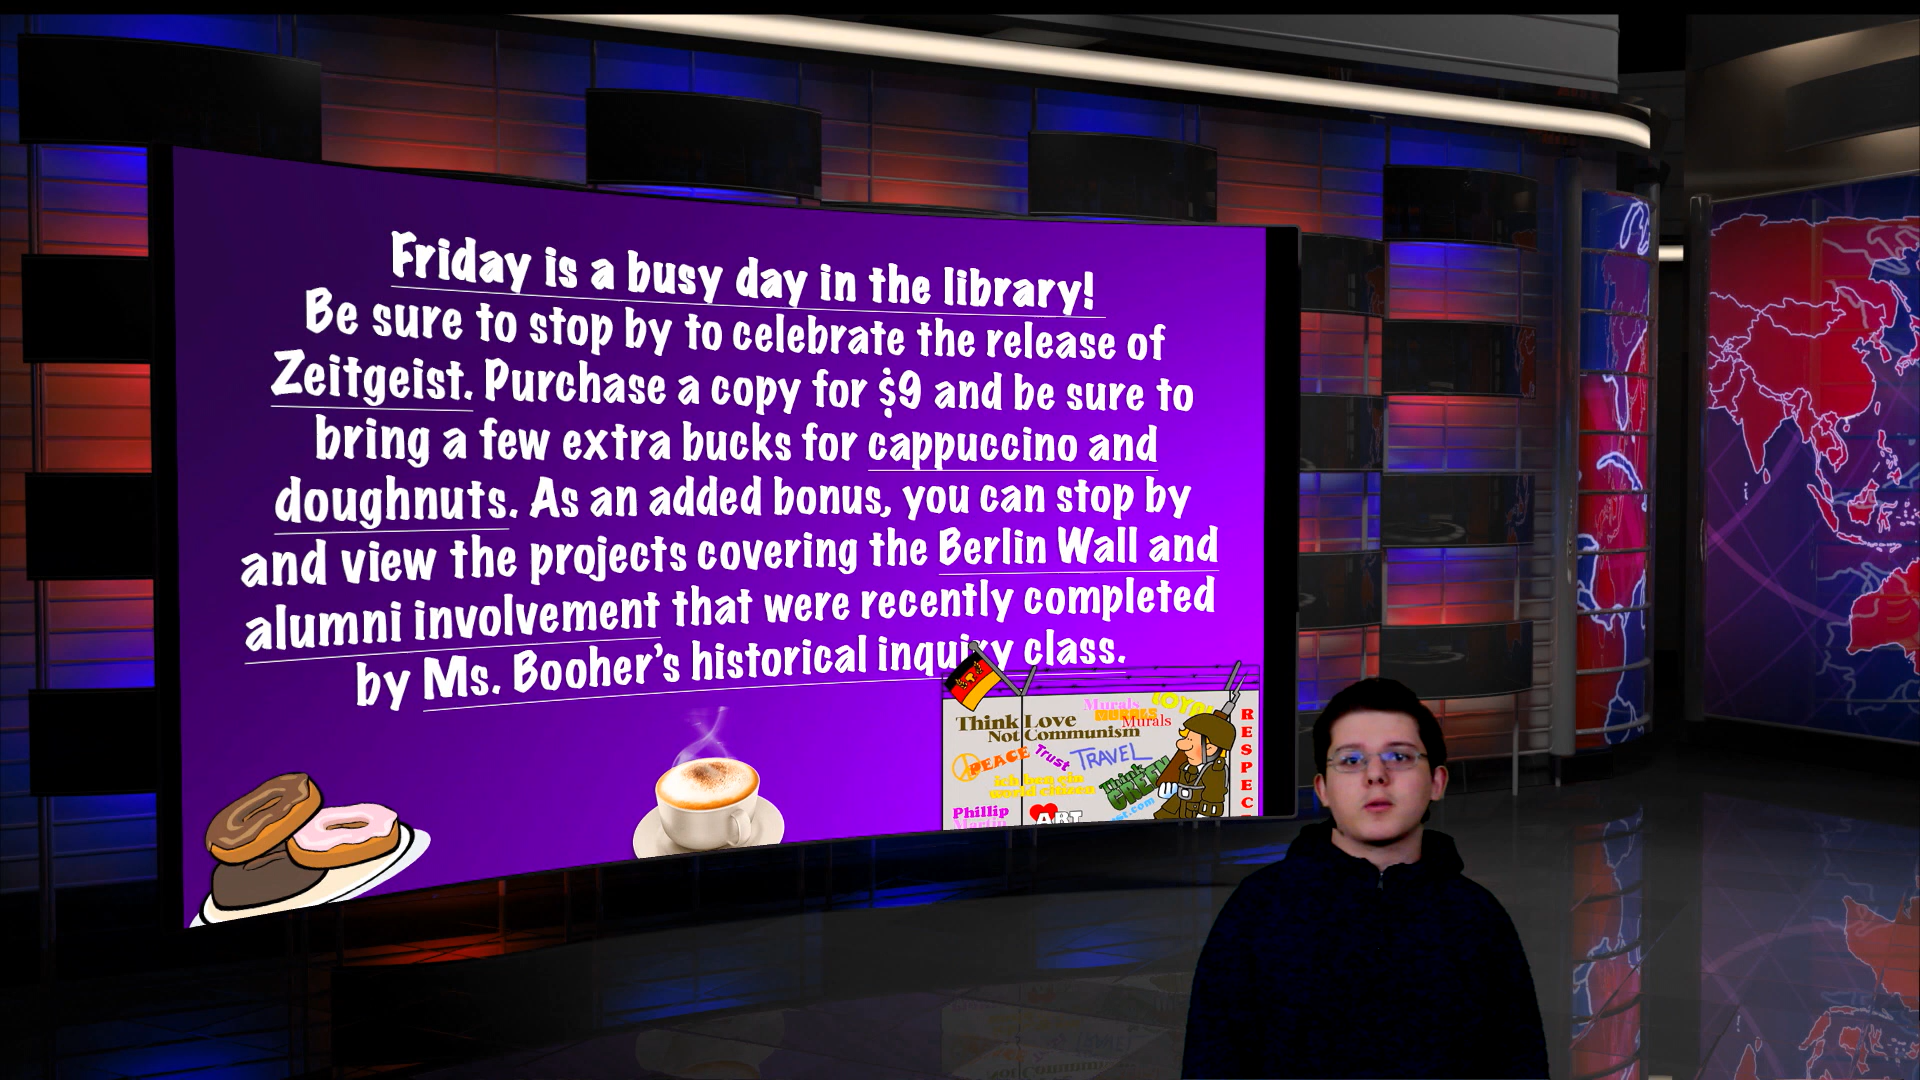 Friday is a busy day in the library!
Be sure to stop by to celebrate the release of
Zeitgeist. Purchase a copy for $9 and be sure to
bring a few extra bucks for cappuccino and
doughnuts. As an added bonus, you can stop by
and view the projects covering the Berlin Wall and
alumni involvement that were recently completed
by Ms. Booher's historical inquiry class.
Think Love
Not Communism
Murals
MURALS
Murals
PEACE
Trust
TRAVEL
Think
GREEN
world citizen
Phillip
Martin
ART
RESPEC